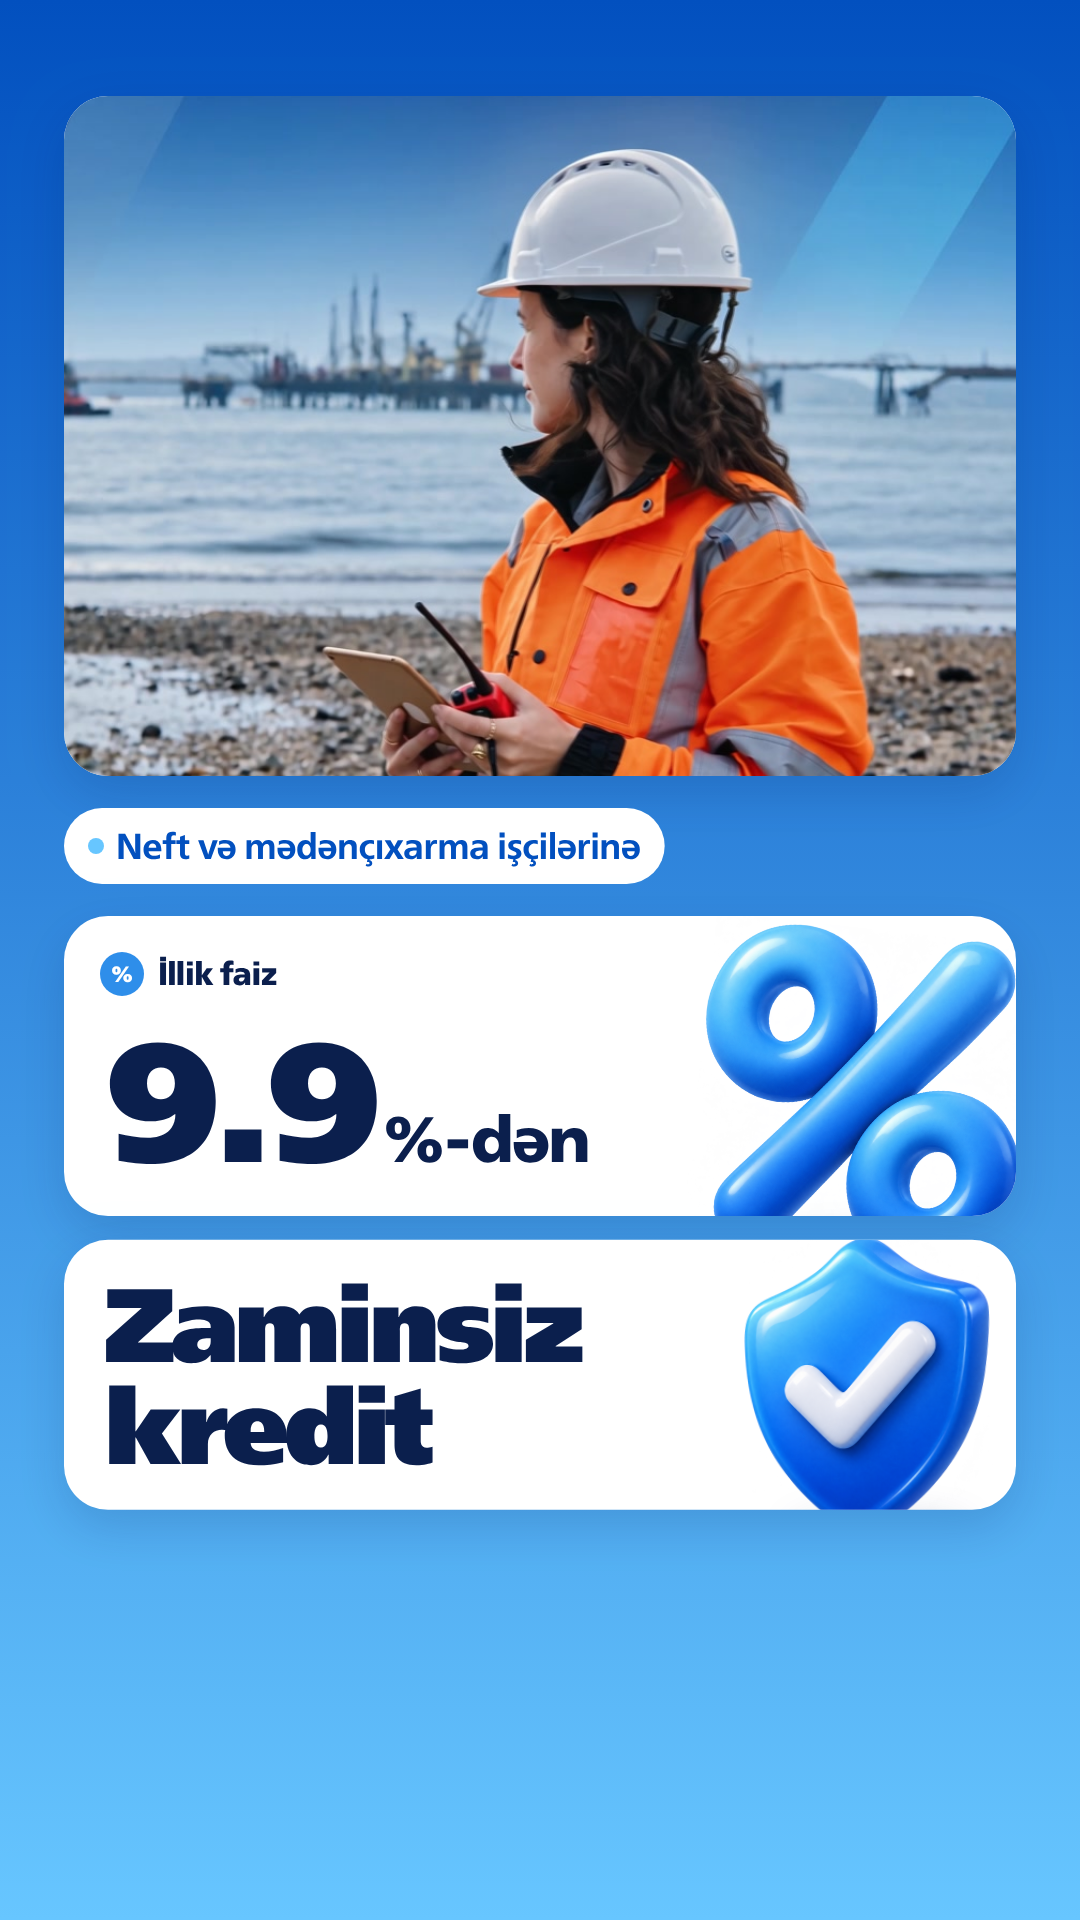 Neft və mədənçıxarma işçilərinə
% İllik faiz
9.9%-dən
Zaminsiz
kredit